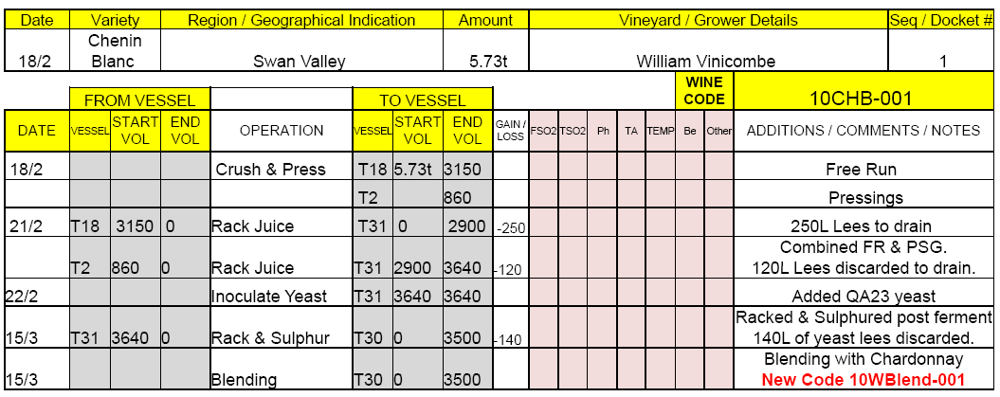 Date Variety Region / Geographical Indication Amount Vineyard / Grower Details Seq / Docket #
18/2 Chenin Blanc Swan Valley 5.73t William Vinicombe 1
FROM VESSEL TO VESSEL WINE CODE 10CHB-001
DATE VESSEL START VOL END VOL OPERATION VESSEL START VOL END VOL GAIN / LOSS FSO2 TSO2 Ph TA TEMP Be Other ADDITIONS / COMMENTS / NOTES
18/2 Crush & Press T18 5.73t 3150 Free Run
T2 860 Pressings
21/2 T18 3150 0 Rack Juice T31 0 2900 -250 250L Lees to drain
T2 860 0 Rack Juice T31 2900 3640 -120 Combined FR & PSG. 120L Lees discarded to drain.
22/2 Inoculate Yeast T31 3640 3640 Added QA23 yeast
15/3 T31 3640 0 Rack & Sulphur T30 0 3500 -140 Racked & Sulphured post ferment 140L of yeast lees discarded.
15/3 Blending T30 0 3500 Blending with Chardonnay New Code 10WBlend-001